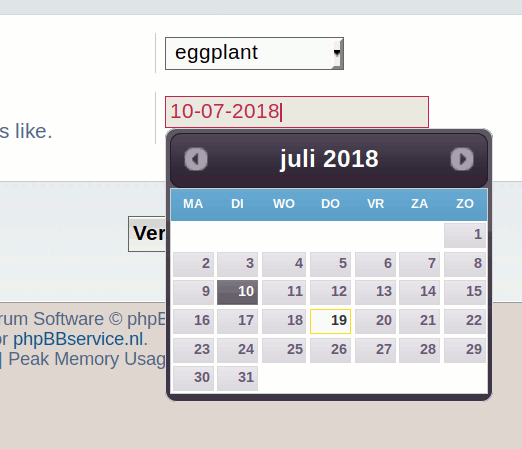 eggplant
10-07-2018
s like.
juli 2018
MA DI WO DO VR ZA ZO
1
2 3 4 5 6 7 8
9 10 11 12 13 14 15
16 17 18 19 20 21 22
23 24 25 26 27 28 29
30 31
Ver
rum Software © phpB
or phpBBservice.nl.
| Peak Memory Usag